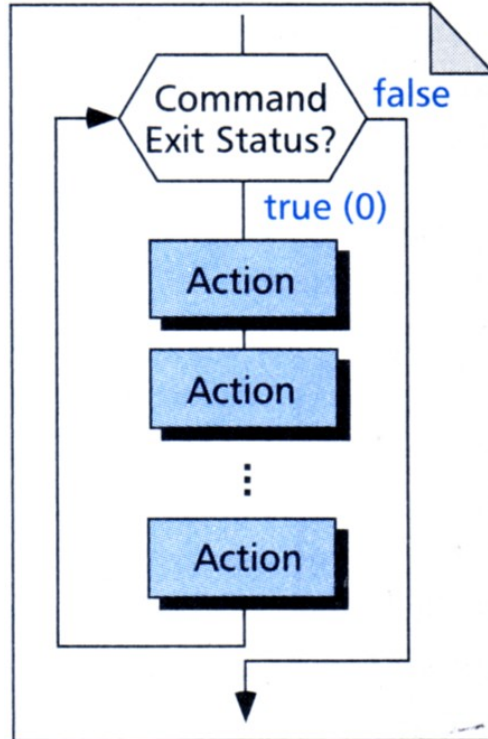 Command
Exit Status?
false
true (0)
Action
Action
⋮
Action